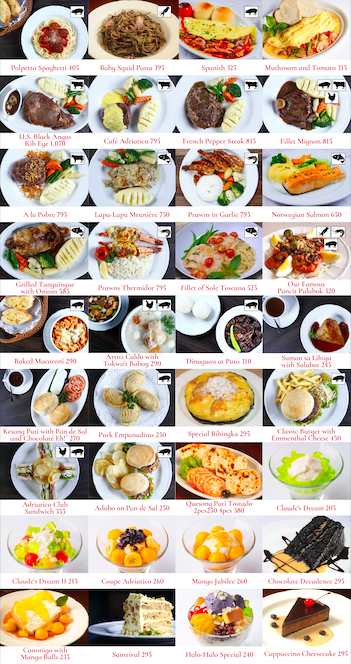 Polpetta Spaghetti 405
Baby Squid Pasta 395
Spanish 325
Mushroom and Tomato 315
U.S. Black Angus
Rib Eye 1,070
Café Adriatico 795
French Pepper Steak 815
Fillet Mignon 815
A la Pobre 795
Lapu-Lapu Meunière 750
Prawns in Garlic 795
Norwegian Salmon 650
Grilled Tanguingue
with Onions 585
Prawns Thermidor 795
Fillet of Sole Toscana 525
Our Famous
Pancit Palabok 320
Baked Macaroni 290
Arroz Caldo with
Tokwa't Baboy 290
Dinuguan at Puto 310
Suman sa Lihiya
with Salabat 245
Kesong Puti with Pan de Sal
and Chocolate Eh! 270
Pork Empanaditas 250
Special Bibingka 295
Classic Burger with
Emmenthal Cheese 450
Adriatico Club
Sandwich 355
Adobo on Pan de Sal 250
Quesong Puti Tostado
2pcs250 4pcs 380
Claude's Dream 205
Claude's Dream II 215
Coupe Adriatico 260
Mango Jubilee 260
Chocolate Decadence 295
Canonigo with
Mango Balls 235
Sansrival 295
Halo-Halo Special 240
Cappuccino Cheesecake 295